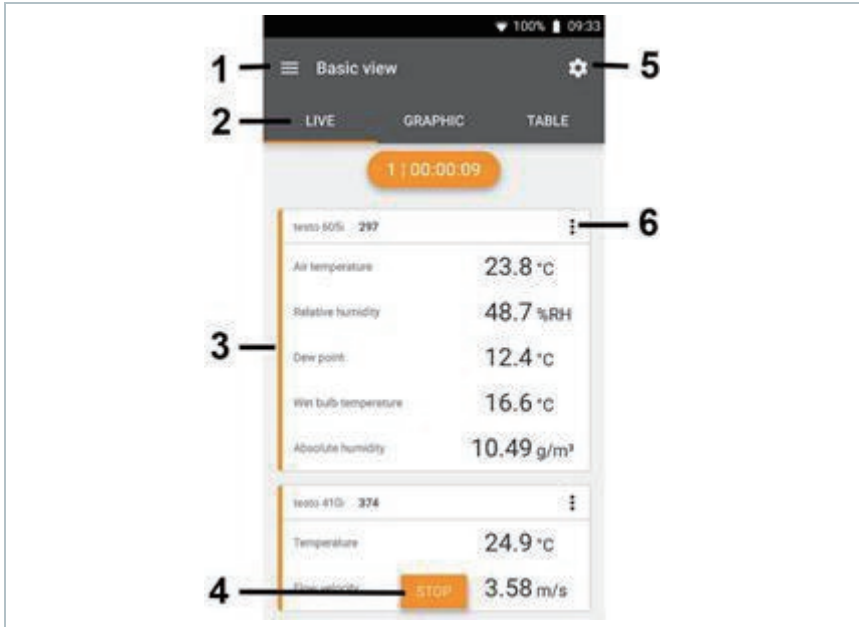 100% 09:33
1 Basic view 5
2 LIVE GRAPHIC TABLE
1 | 00:00:09
testo 605i 297 6
Air temperature 23.8 °C
Relative humidity 48.7 %RH
3
Dew point 12.4 °C
Wet bulb temperature 16.6 °C
Absolute humidity 10.49 g/m³
testo 410i 374
Temperature 24.9 °C
4 Flow velocity STOP 3.58 m/s